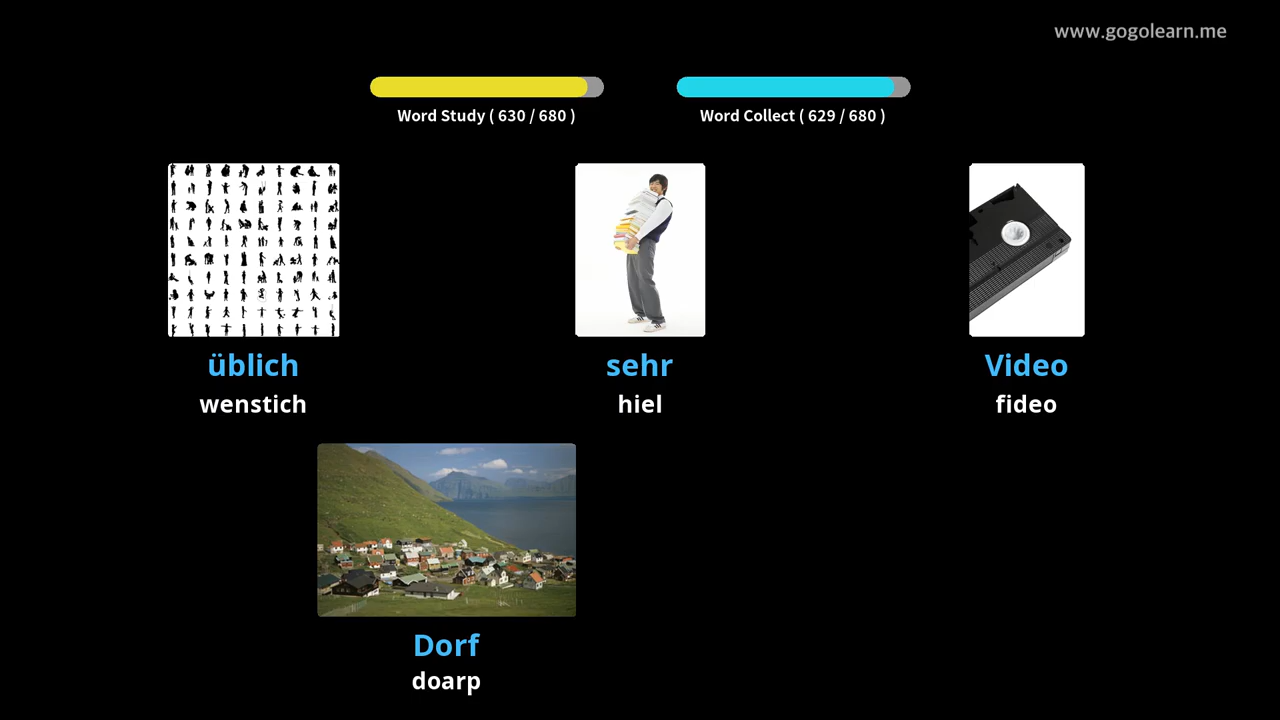 www.gogolearn.me
Word Study ( 630 / 680 )
Word Collect ( 629 / 680 )
üblich
wenstich
sehr
hiel
Video
fideo
Dorf
doarp